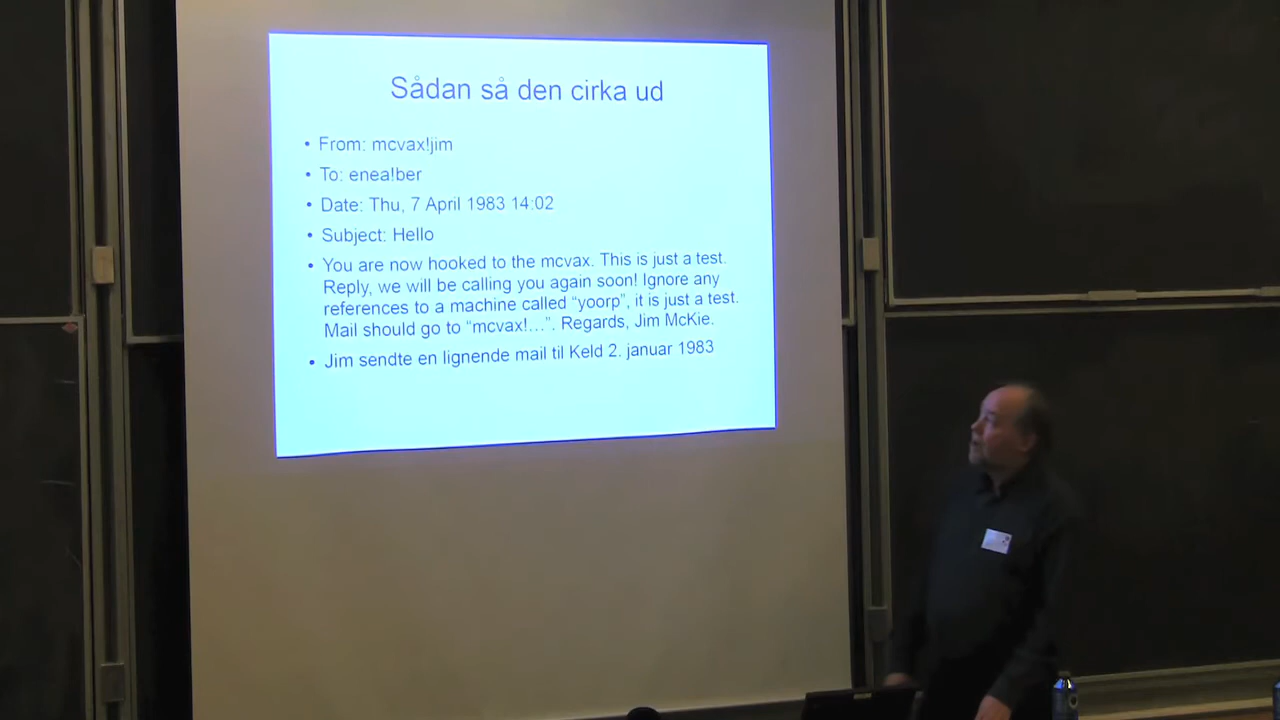 Sådan så den cirka ud
• From: mcvax!jim
• To: enea!ber
• Date: Thu, 7 April 1983 14:02
• Subject: Hello
• You are now hooked to the mcvax. This is just a test.
Reply, we will be calling you again soon! Ignore any
references to a machine called “yoorp”, it is just a test.
Mail should go to “mcvax!...”. Regards, Jim McKie.
• Jim sendte en lignende mail til Keld 2. januar 1983